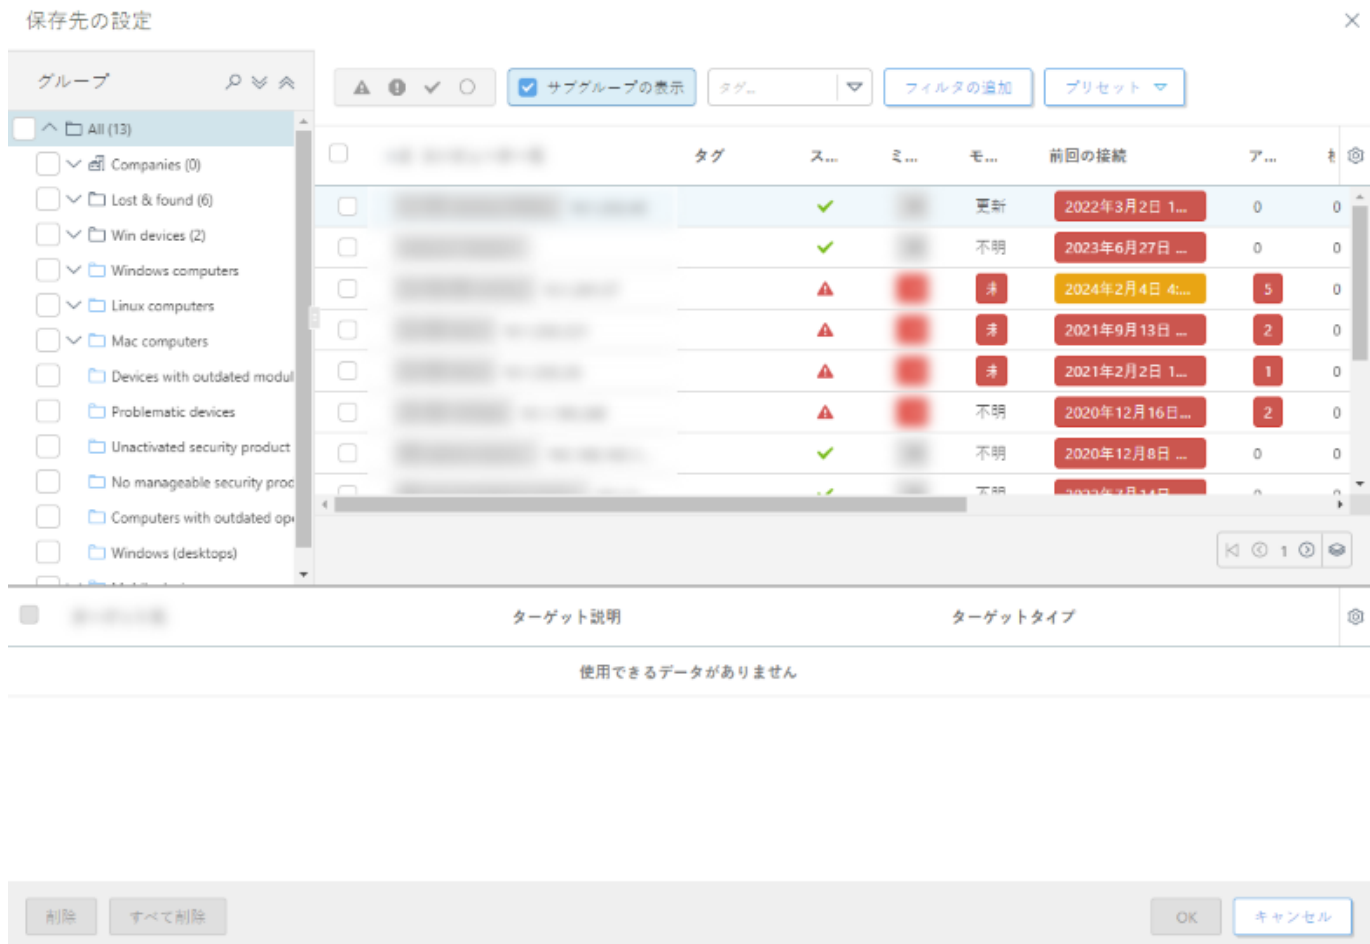 保存先の設定
グループ
サブグループの表示
タグ...
フィルタの追加
プリセット
All (13)
Companies (0)
Lost & found (6)
Win devices (2)
Windows computers
Linux computers
Mac computers
Devices with outdated modul
Problematic devices
Unactivated security product
No manageable security prod
Computers with outdated ope
Windows (desktops)
タグ ス... ミ... モ... 前回の接続 ア...
更新 2022年3月2日 1... 0 0
不明 2023年6月27日 ... 0 0
未 2024年2月4日 4:... 5 0
未 2021年9月13日 ... 2 0
未 2021年2月2日 1... 1 0
不明 2020年12月16日... 2 0
不明 2020年12月8日 ... 0 0
1
ターゲット説明 ターゲットタイプ
使用できるデータがありません
削除 すべて削除 OK キャンセル